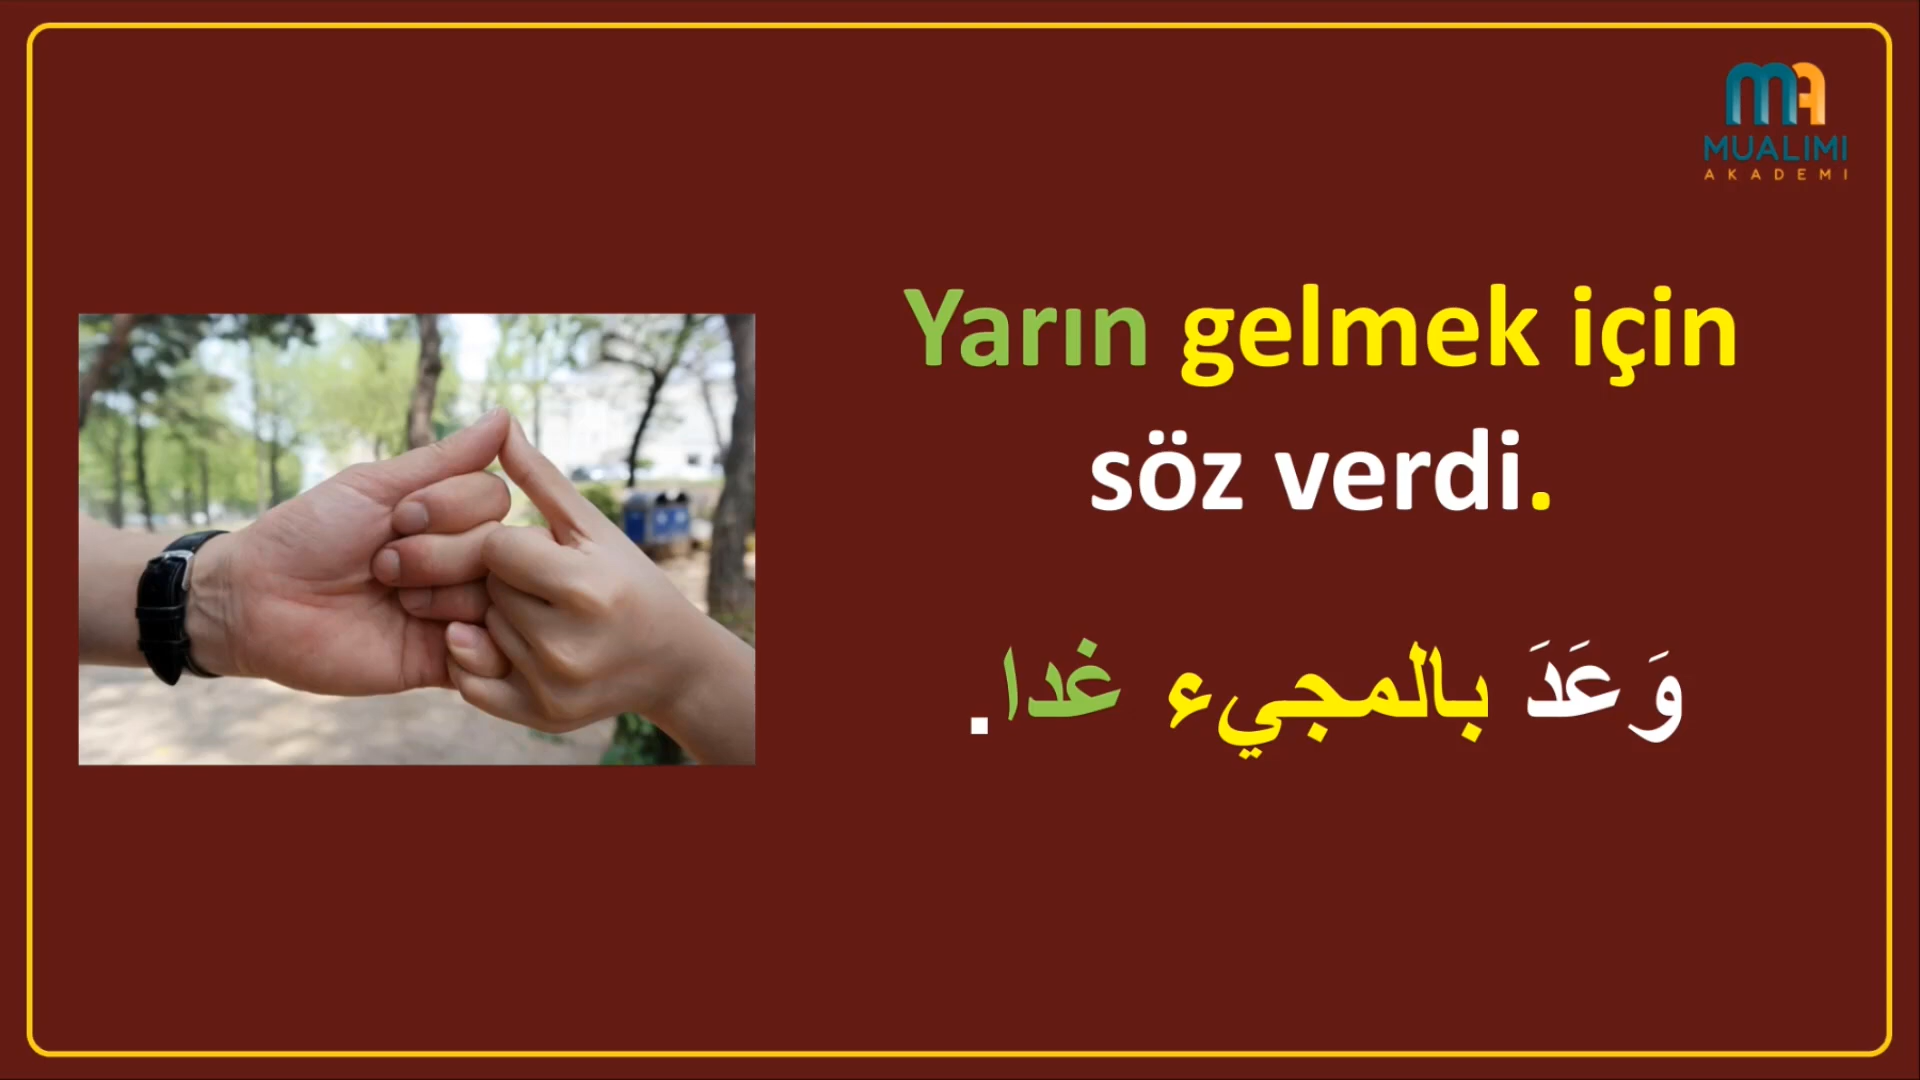 MUALIMI
AKADEMI
Yarın gelmek için
söz verdi.
وَعَدَ بالمجيء غدا.